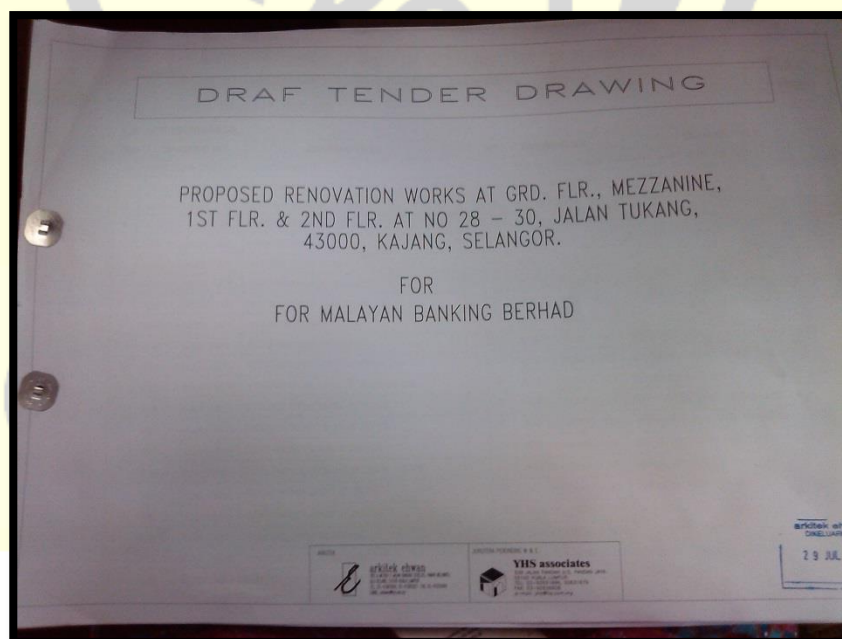 DRAF TENDER DRAWING
PROPOSED RENOVATION WORKS AT GRD. FLR., MEZZANINE,
1ST FLR. & 2ND FLR. AT NO 28 - 30, JALAN TUKANG,
43000, KAJANG, SELANGOR.
FOR
FOR MALAYAN BANKING BERHAD
arkitek ehwan
YHS associates
arkitek
29 JUL